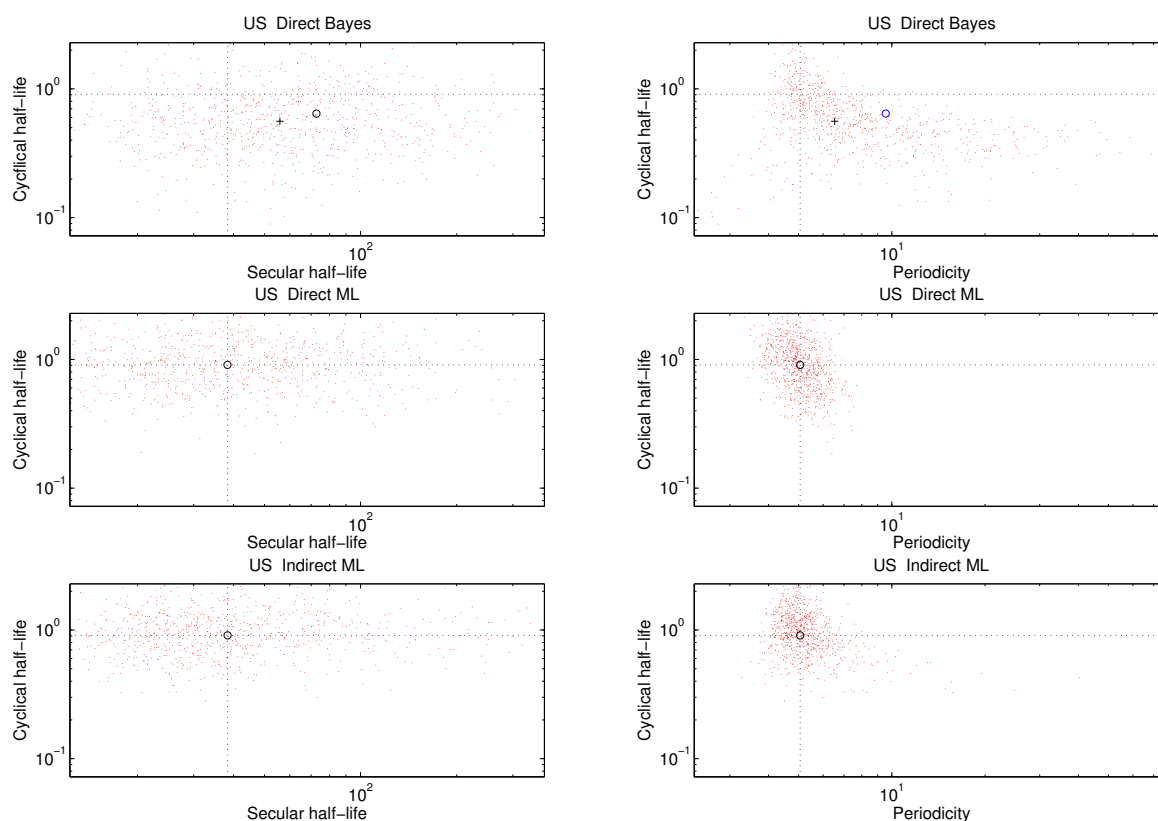 US Direct Bayes
Cycflical half−life
10^0
10^−1
10^2
Secular half−life
US Direct Bayes
Cyclical half−life
10^0
10^−1
10^1
Periodicity
US Direct ML
Cyclical half−life
10^0
10^−1
10^2
Secular half−life
US Direct ML
Cyclical half−life
10^0
10^−1
10^1
Periodicity
US Indirect ML
Cyclical half−life
10^0
10^−1
10^2
Secular half−life
US Indirect ML
Cyclical half−life
10^0
10^−1
10^1
Periodicity